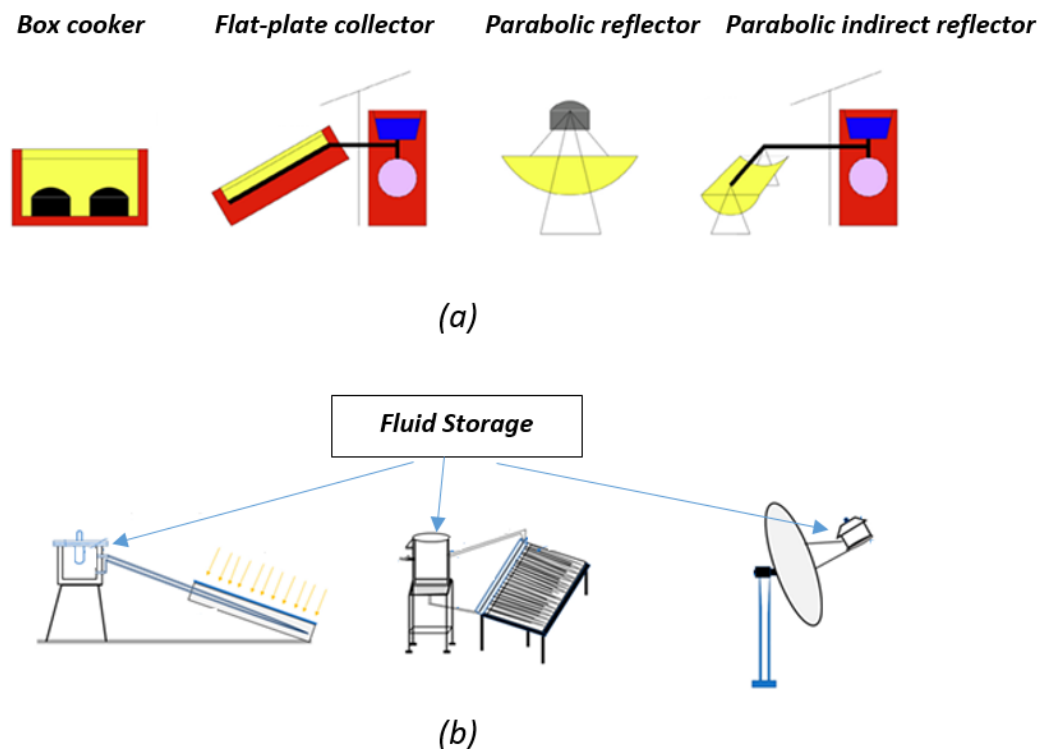 Box cooker Flat-plate collector Parabolic reflector Parabolic indirect reflector
(a)
Fluid Storage
(b)